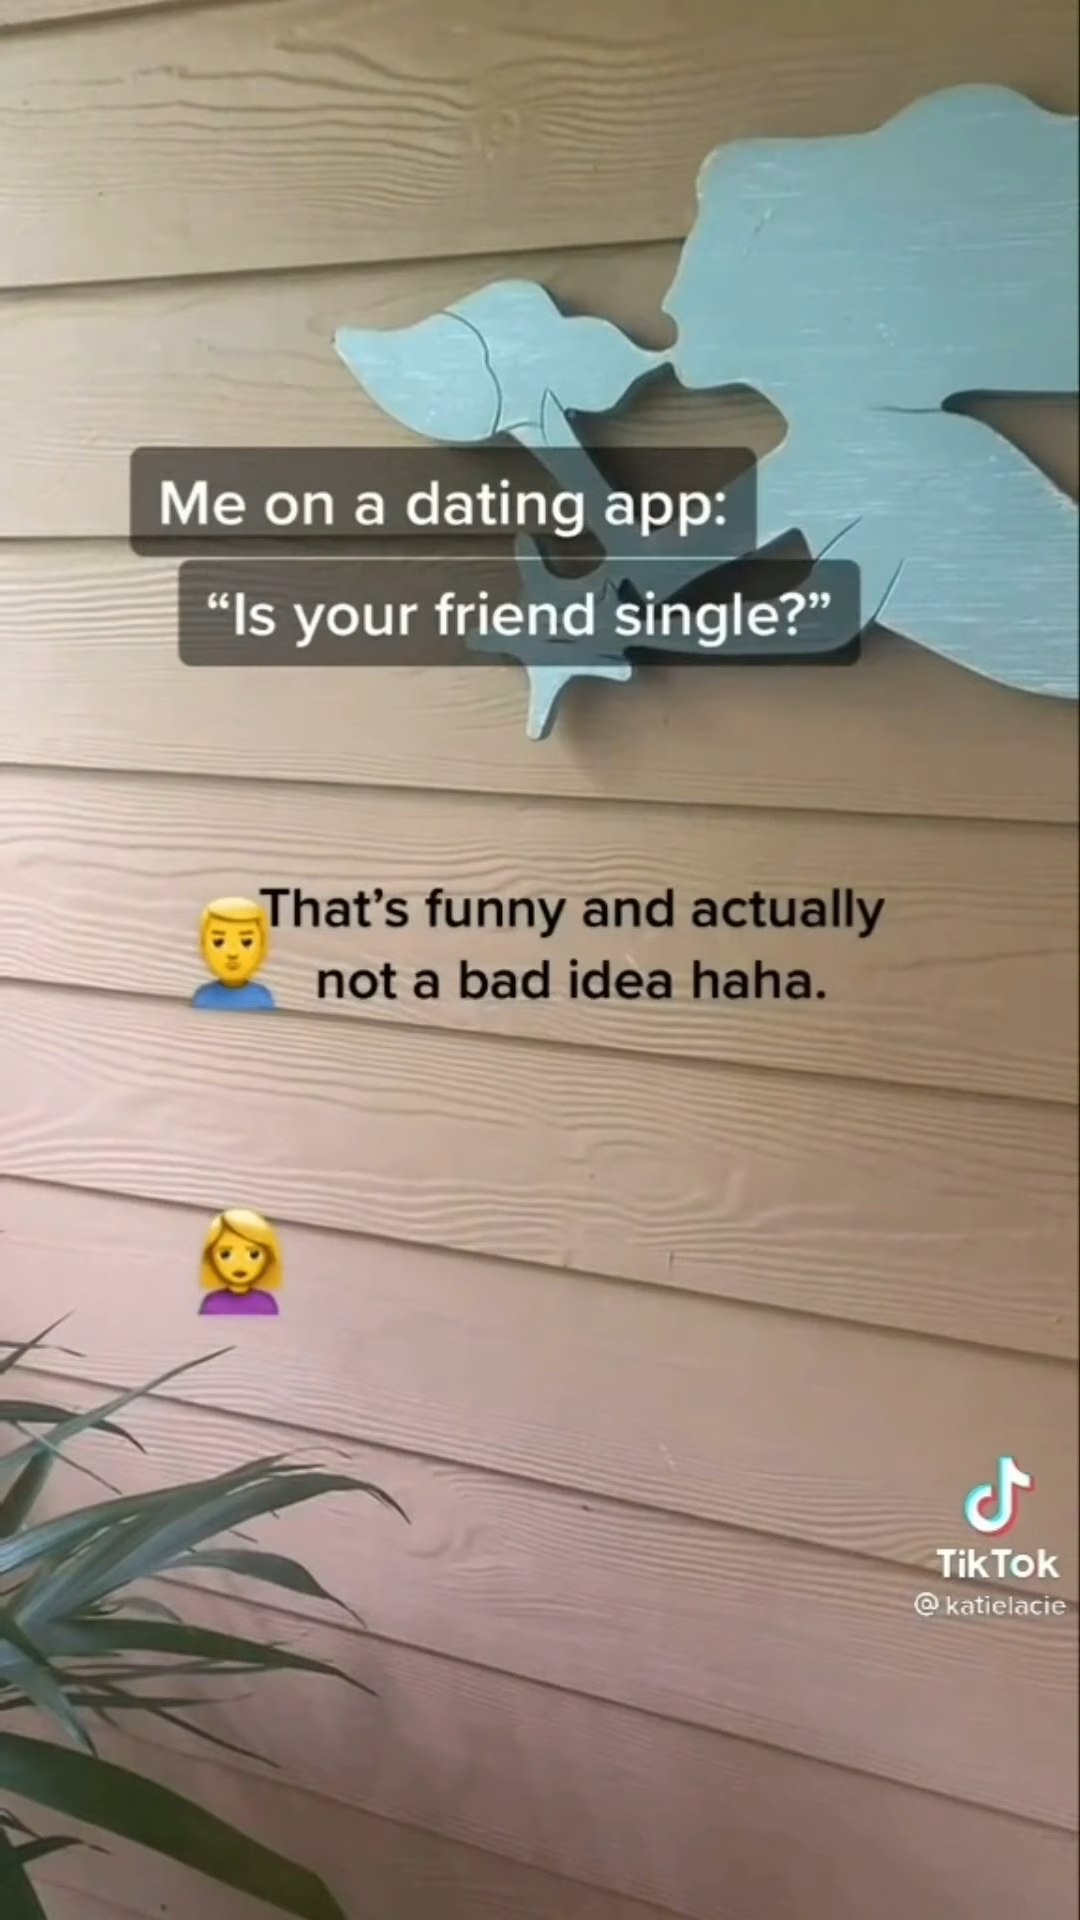 Me on a dating app:
“Is your friend single?”
That’s funny and actually
not a bad idea haha.
TikTok
@katielacie